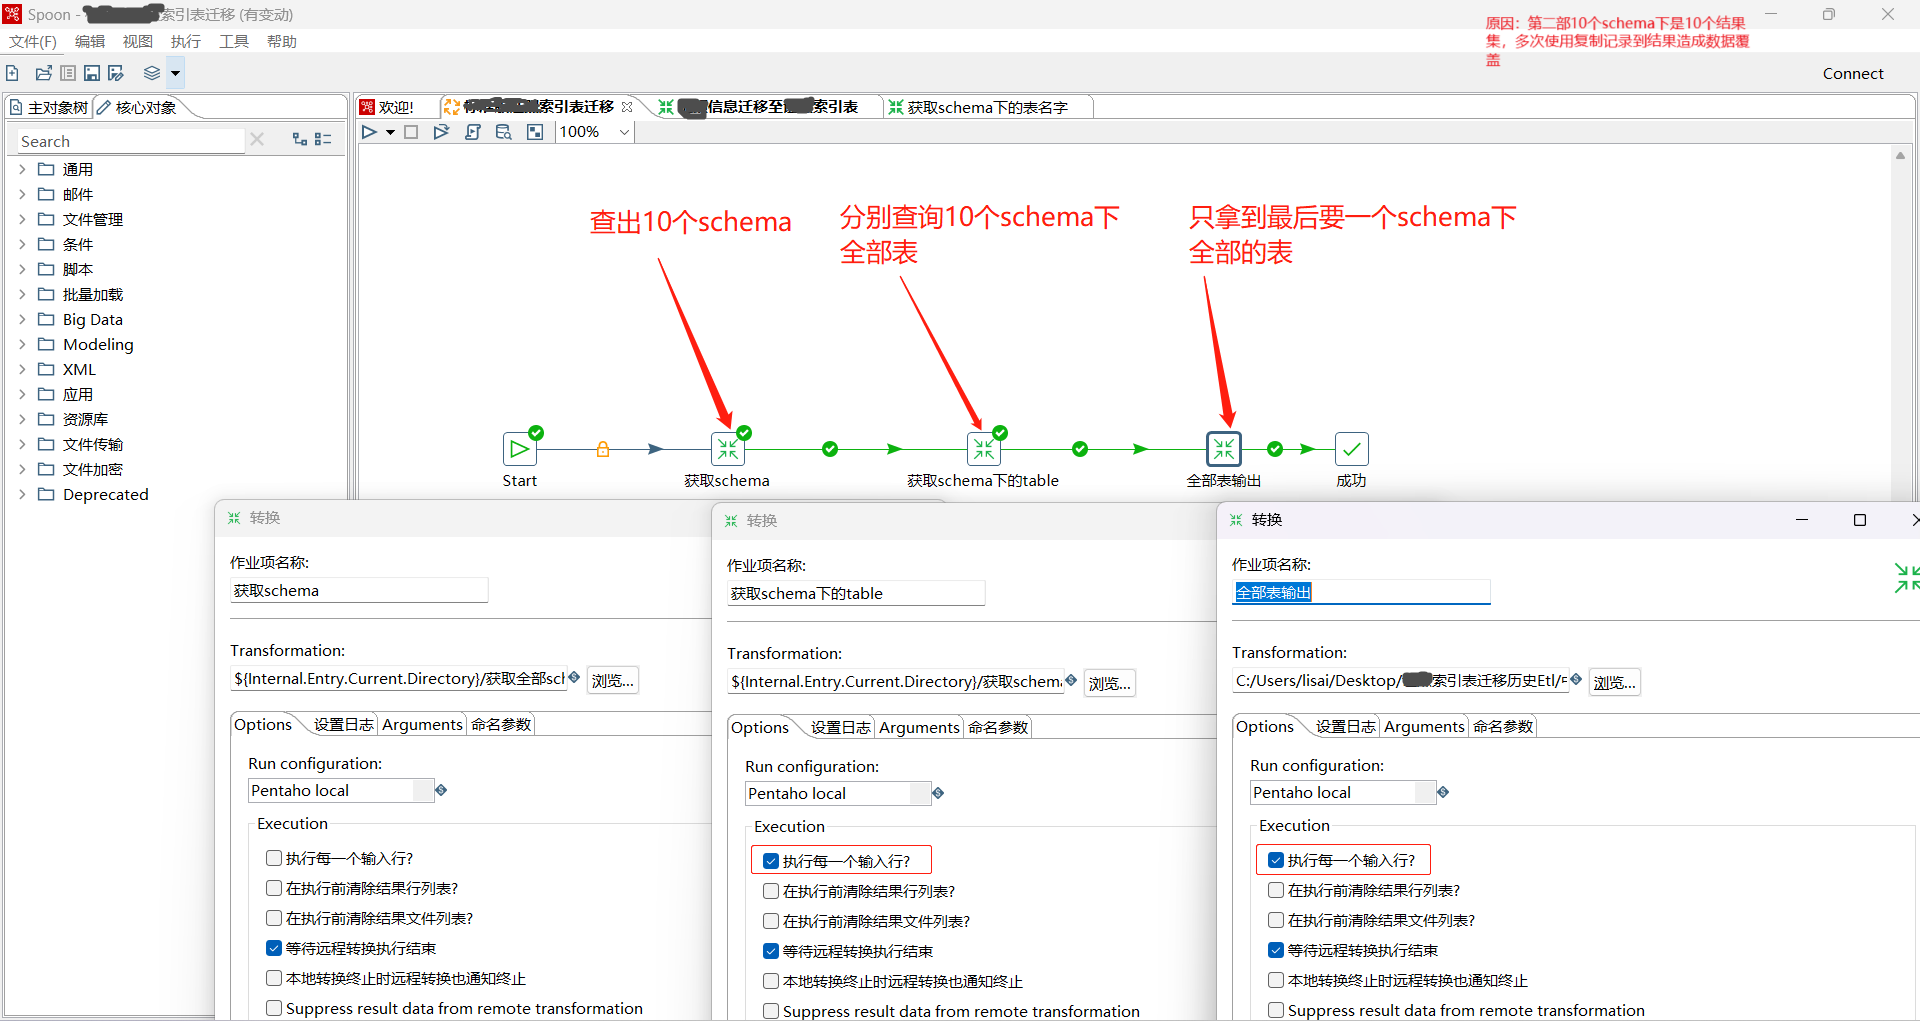 Spoon - 索引表迁移 (有变动)
原因：第二部10个schema下是10个结果
集，多次使用复制记录到结果造成数据覆
盖
文件(F) 编辑 视图 执行 工具 帮助
Connect
主对象树 核心对象
欢迎! 索引表迁移 信息迁移至 索引表 获取schema下的表名字
Search
100%
通用
邮件
文件管理
条件
脚本
批量加载
Big Data
Modeling
XML
应用
资源库
文件传输
文件加密
Deprecated
查出10个schema
分别查询10个schema下
全部表
只拿到最后要一个schema下
全部的表
Start 获取schema 获取schema下的table 全部表输出 成功
转换
作业项名称:
获取schema
Transformation:
${Internal.Entry.Current.Directory}/获取全部sch
浏览...
Options 设置日志 Arguments 命名参数
Run configuration:
Pentaho local
Execution
执行每一个输入行?
在执行前清除结果行列表?
在执行前清除结果文件列表?
等待远程转换执行结束
本地转换终止时远程转换也通知终止
Suppress result data from remote transformation
转换
作业项名称:
获取schema下的table
Transformation:
${Internal.Entry.Current.Directory}/获取schema
浏览...
Options 设置日志 Arguments 命名参数
Run configuration:
Pentaho local
Execution
执行每一个输入行?
在执行前清除结果行列表?
在执行前清除结果文件列表?
等待远程转换执行结束
本地转换终止时远程转换也通知终止
Suppress result data from remote transformation
转换
作业项名称:
全部表输出
Transformation:
C:/Users/lisai/Desktop/ 索引表迁移历史Etl/
浏览...
Options 设置日志 Arguments 命名参数
Run configuration:
Pentaho local
Execution
执行每一个输入行?
在执行前清除结果行列表?
在执行前清除结果文件列表?
等待远程转换执行结束
本地转换终止时远程转换也通知终止
Suppress result data from remote transformation